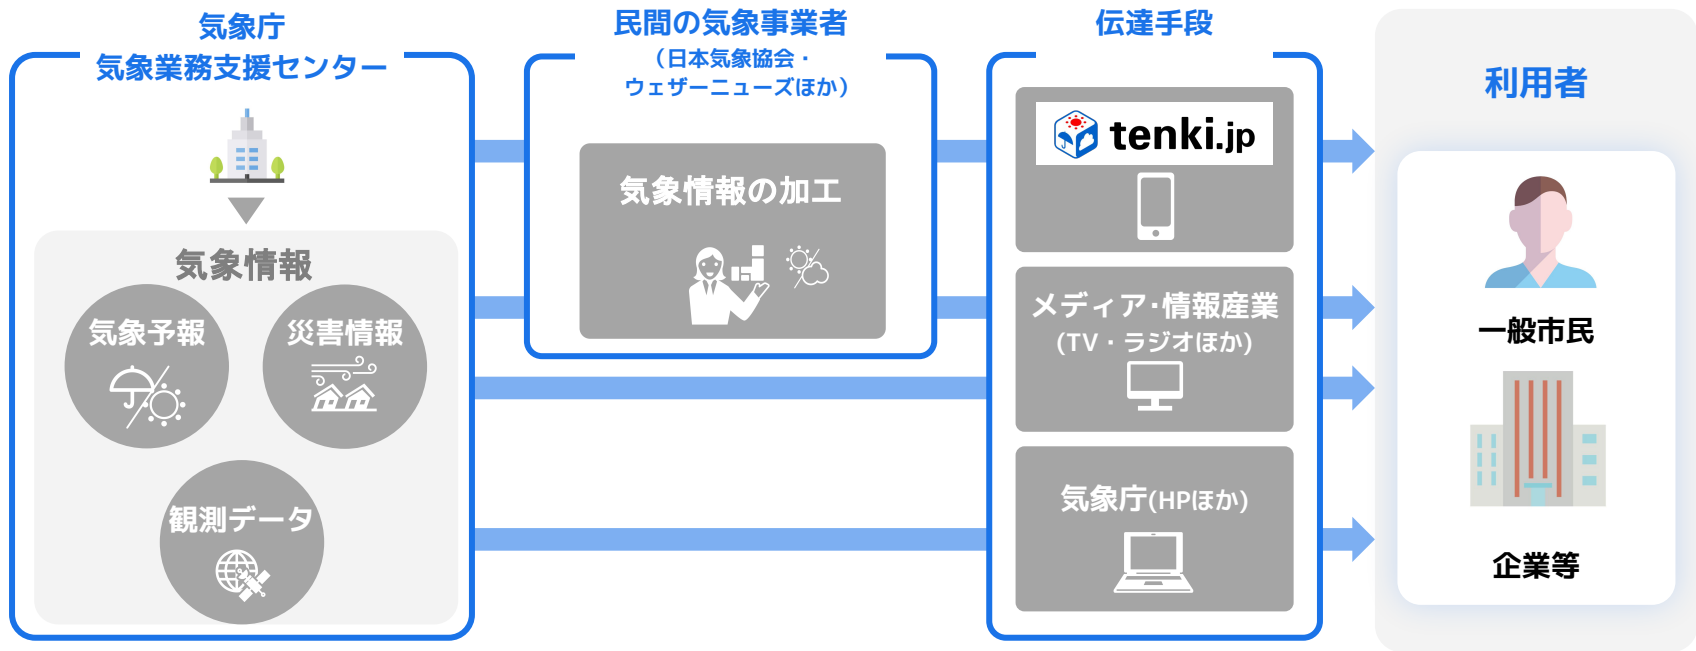 気象庁
気象業務支援センター
気象情報
気象予報
災害情報
観測データ
民間の気象事業者
（日本気象協会・
ウェザーニューズほか）
気象情報の加工
伝達手段
tenki.jp
メディア・情報産業
(TV・ラジオほか)
気象庁(HPほか)
利用者
一般市民
企業等